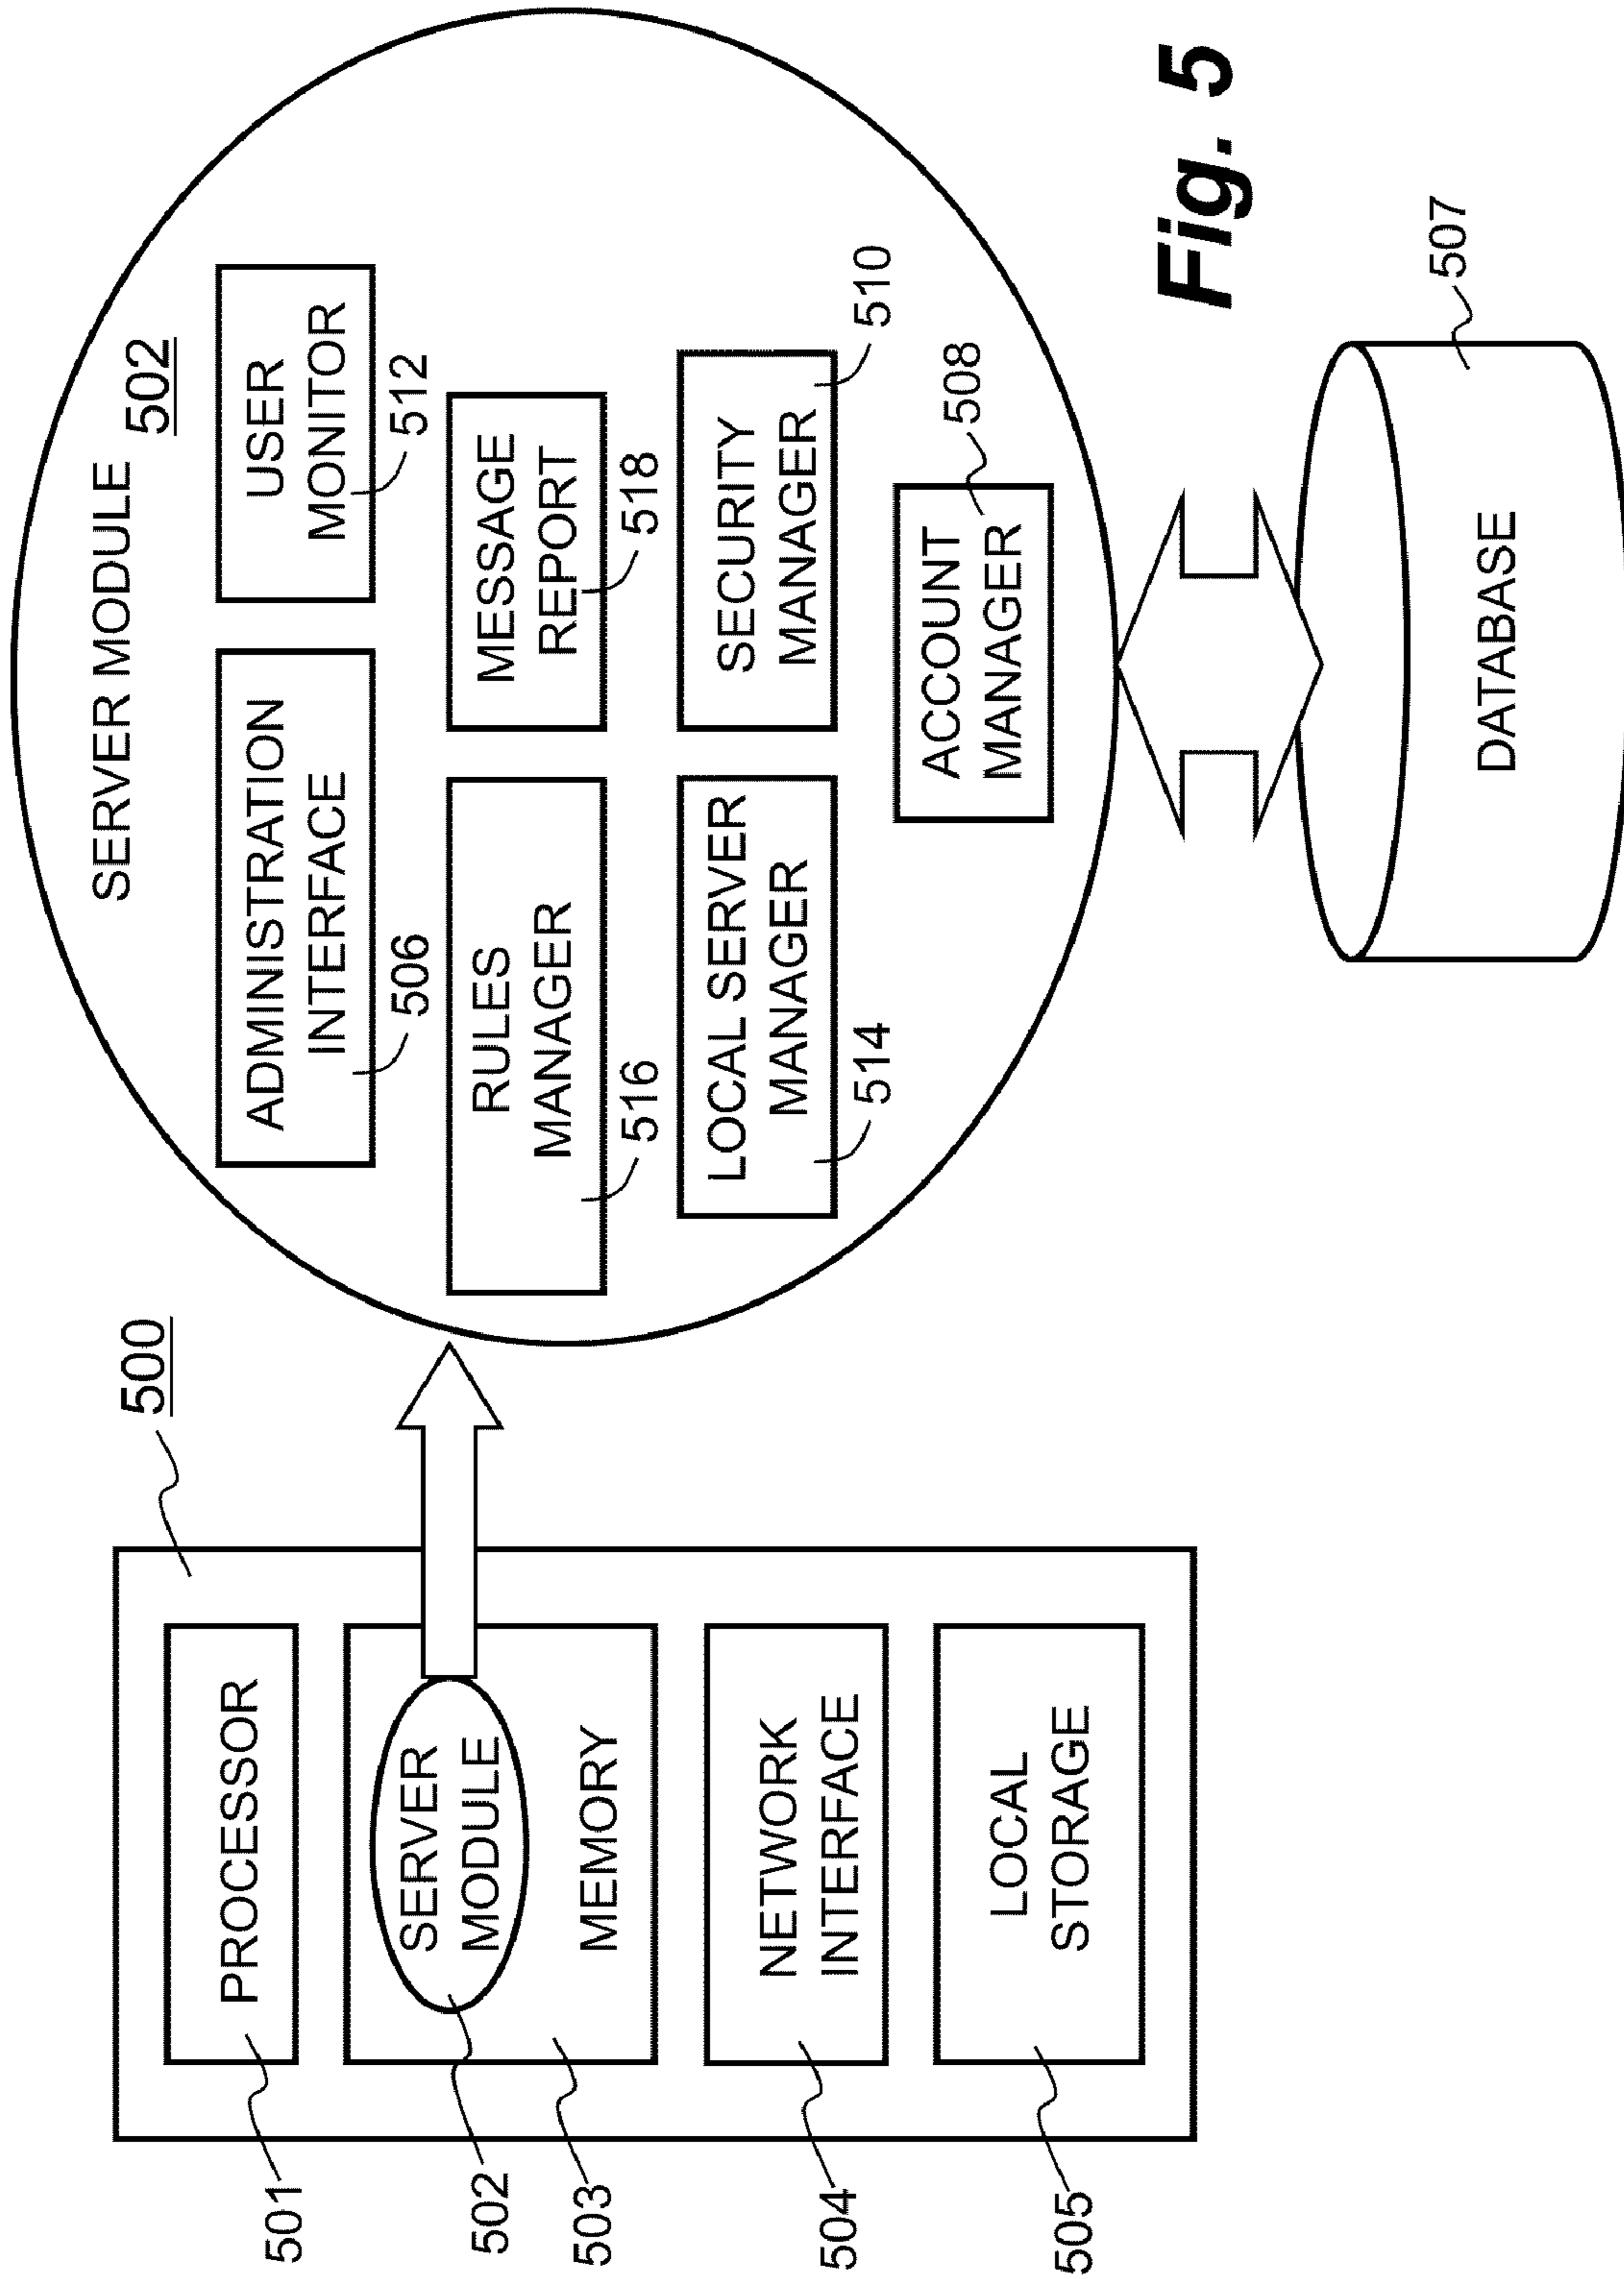 500
PROCESSOR
501
SERVER
MODULE
502
MEMORY
503
NETWORK
INTERFACE
504
LOCAL
STORAGE
505
SERVER MODULE
502
ADMINISTRATION
INTERFACE
506
USER
MONITOR
512
RULES
MANAGER
516
MESSAGE
REPORT
518
LOCAL SERVER
MANAGER
514
SECURITY
MANAGER
510
ACCOUNT
MANAGER
508
DATABASE
507
Fig. 5